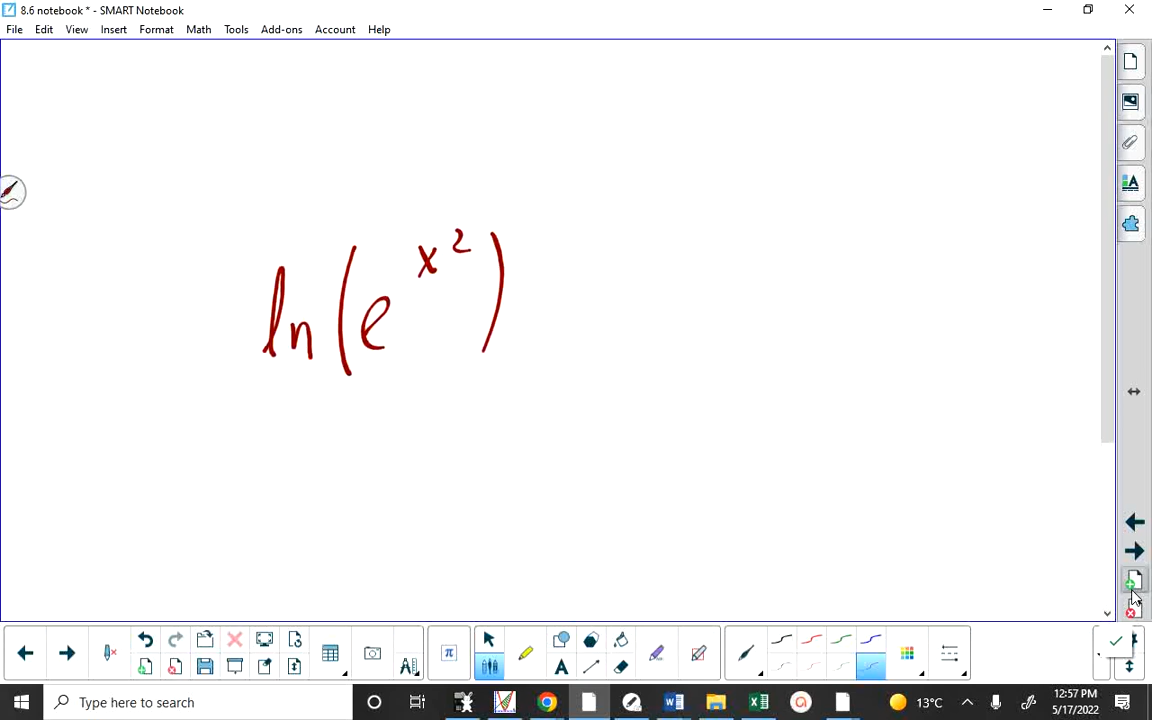 8.6 notebook * - SMART Notebook
File Edit View Insert Format Math Tools Add-ons Account Help
ln(e^{x^2})
π
A
Type here to search
13°C
12:57 PM
5/17/2022